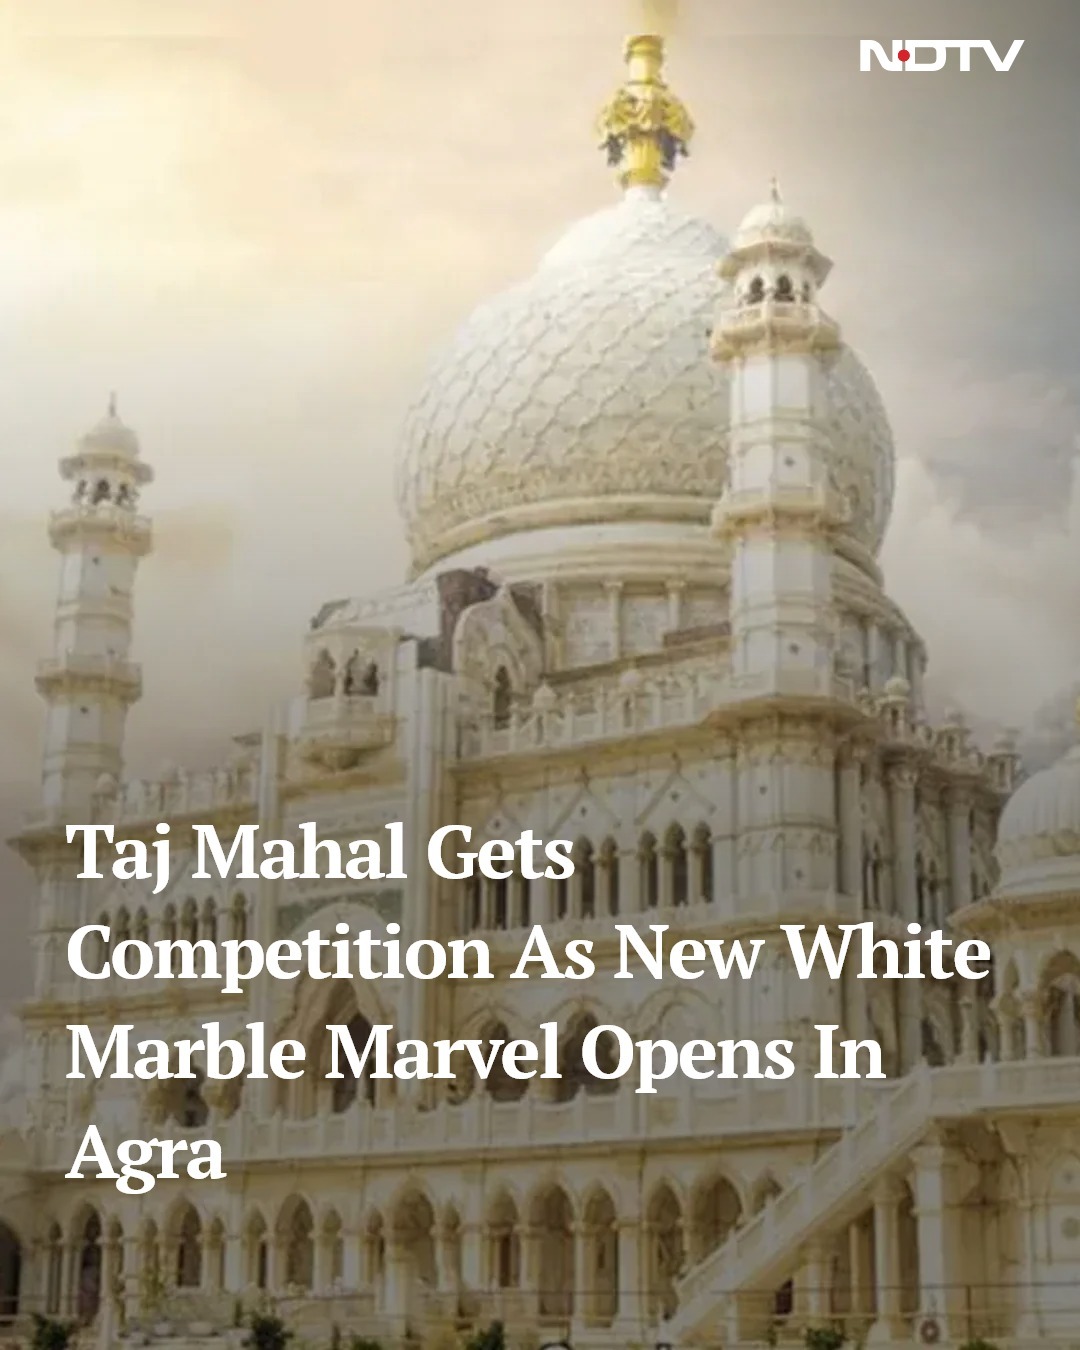 NDTV
Taj Mahal Gets
Competition As New White
Marble Marvel Opens In
Agra